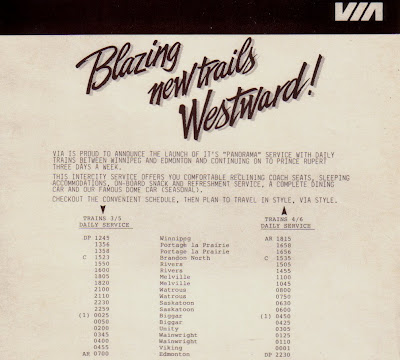 VIA
Blazing
new trails
Westward!
VIA IS PROUD TO ANNOUNCE THE LAUNCH OF IT'S "PANORAMA" SERVICE WITH DAILY
TRAINS BETWEEN WINNIPEG AND EDMONTON AND CONTINUING ON TO PRINCE RUPERT
THREE DAYS A WEEK.
THIS INTERCITY SERVICE OFFERS YOU COMFORTABLE RECLINING COACH SEATS, SLEEPING
ACCOMMODATIONS, ON-BOARD SNACK AND REFRESHMENT SERVICE, A COMPLETE DINING
CAR AND OUR FAMOUS DOME CAR (SEASONAL).
CHECKOUT THE CONVENIENT SCHEDULE, THEN PLAN TO TRAVEL IN STYLE, VIA STYLE.
TRAINS 3/5 TRAINS 4/6
DAILY SERVICE DAILY SERVICE
DP 1245 Winnipeg AR 1815
1356 Portage la Prairie 1658
1358 Portage la Prairie 1656
C 1523 Brandon North C 1535
1550 Rivers 1505
1600 Rivers 1455
1805 Melville 1100
1820 Melville 1045
2100 Watrous 0800
2110 Watrous 0750
2230 Saskatoon 0630
2259 Saskatoon 0600
(1) 0025 Biggar (1) 0450
0050 Biggar 0425
0200 Unity 0305
0345 Wainwright 0125
0400 Wainwright 0110
0455 Viking 0001
AR 0700 Edmonton DP 2230